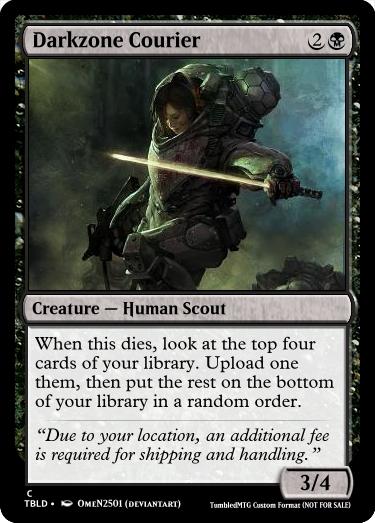 Darkzone Courier 2
Creature — Human Scout
When this dies, look at the top four
cards of your library. Upload one
them, then put the rest on the bottom
of your library in a random order.
“Due to your location, an additional fee
is required for shipping and handling.”
3/4
C
TBLD • OmeN2501 (deviantart)
TumbledMTG Custom Format (NOT FOR SALE)